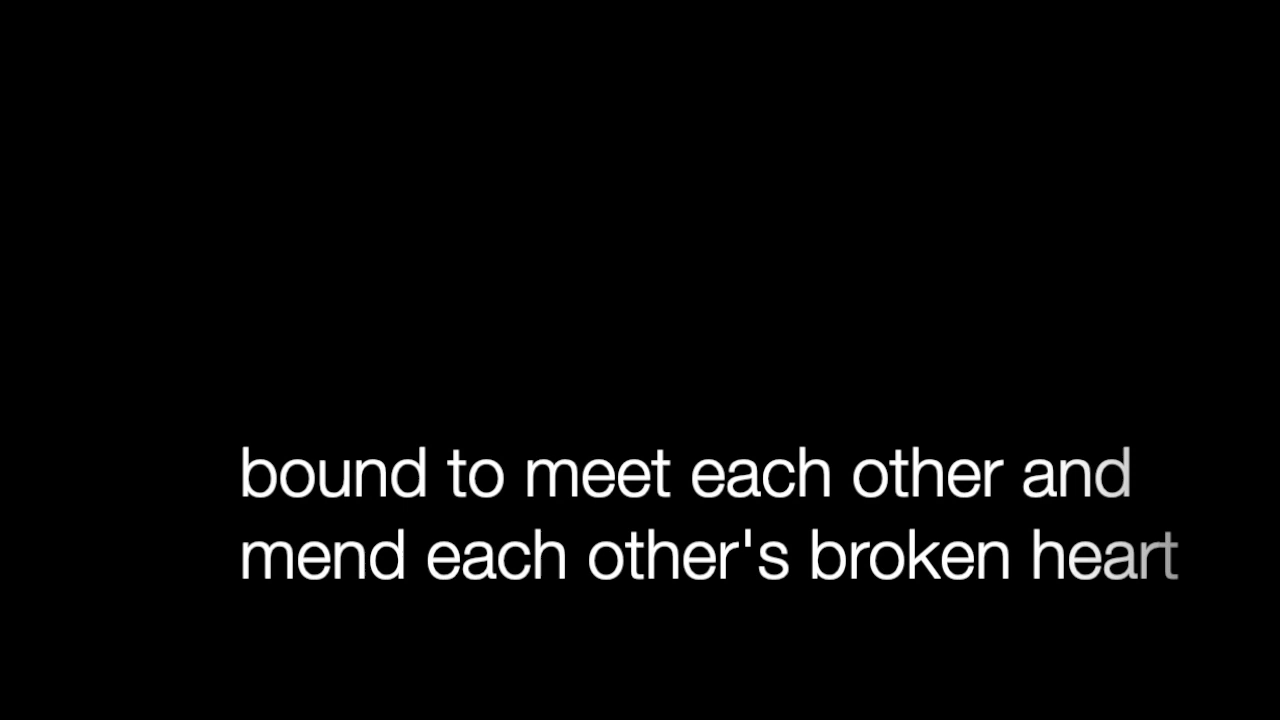 bound to meet each other and
mend each other's broken heart